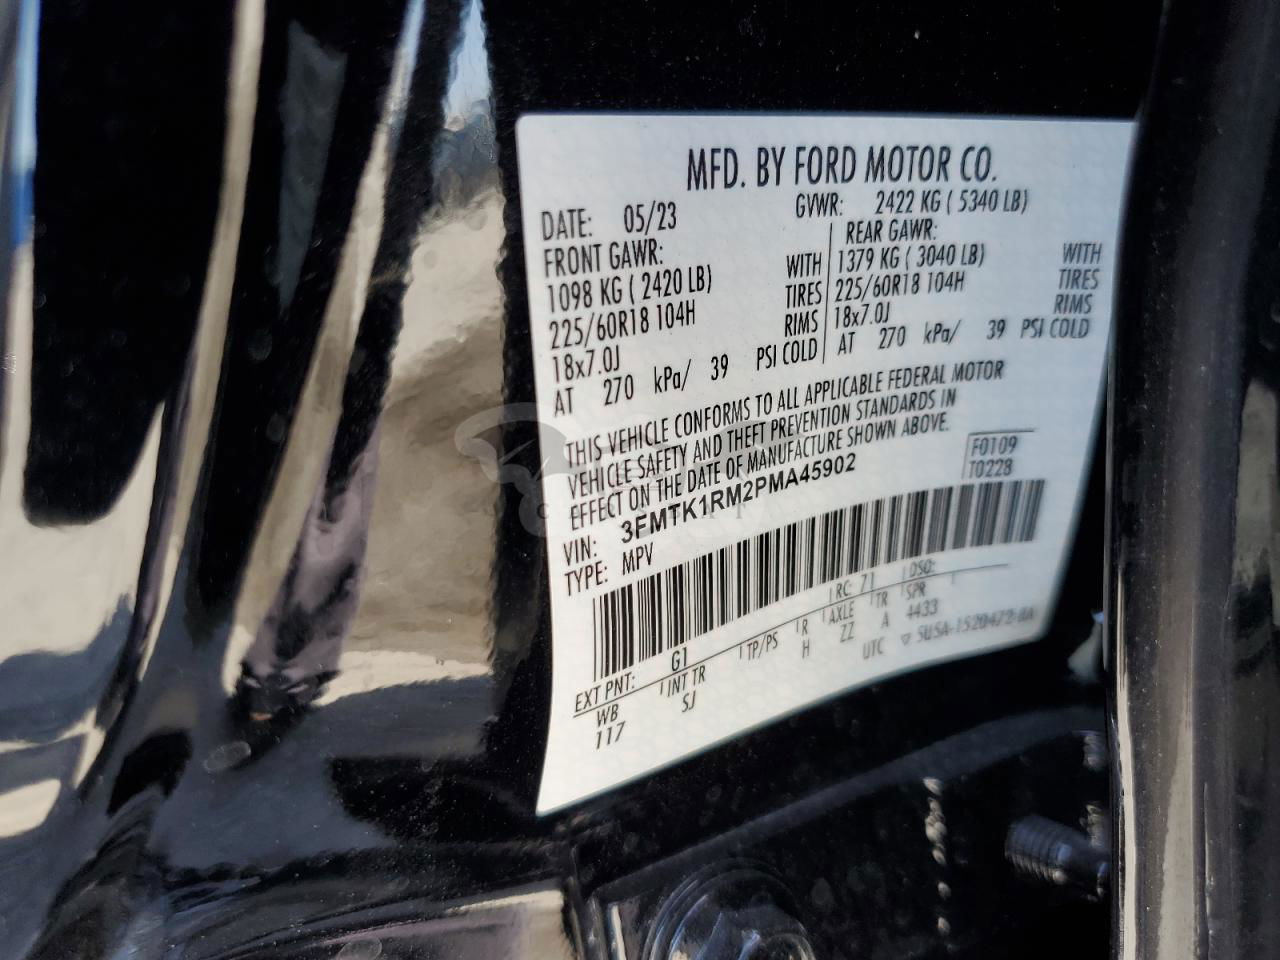 MFD. BY FORD MOTOR CO.
DATE: 05/23 GVWR: 2422 KG ( 5340 LB)
FRONT GAWR: REAR GAWR:
1098 KG ( 2420 LB) WITH 1379 KG ( 3040 LB) WITH
225/60R18 104H TIRES 225/60R18 104H TIRES
18x7.0J RIMS 18x7.0J RIMS
AT 270 kPa/ 39 PSI COLD AT 270 kPa/ 39 PSI COLD
THIS VEHICLE CONFORMS TO ALL APPLICABLE FEDERAL MOTOR
VEHICLE SAFETY AND THEFT PREVENTION STANDARDS IN
EFFECT ON THE DATE OF MANUFACTURE SHOWN ABOVE.
F0109
T0228
VIN: 3FMTK1RM2PMA45902
TYPE: MPV
EXT PNT: G1 RC: 71 DSO:
WB INT TR TP/PS R AXLE TR SPR
117 SJ H ZZ A 4433
UTC ▽ 5U5A-1520472-AA